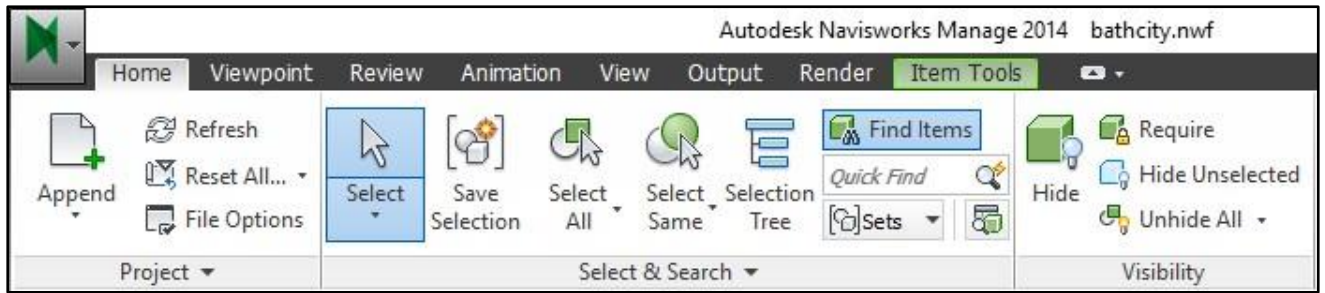 Autodesk Navisworks Manage 2014 bathcity.nwf
Home Viewpoint Review Animation View Output Render Item Tools
Append
Refresh
Reset All...
File Options
Project
Select
Save
Selection
Select
All
Select
Same
Selection
Tree
Find Items
Quick Find
Sets
Select & Search
Hide
Require
Hide Unselected
Unhide All
Visibility